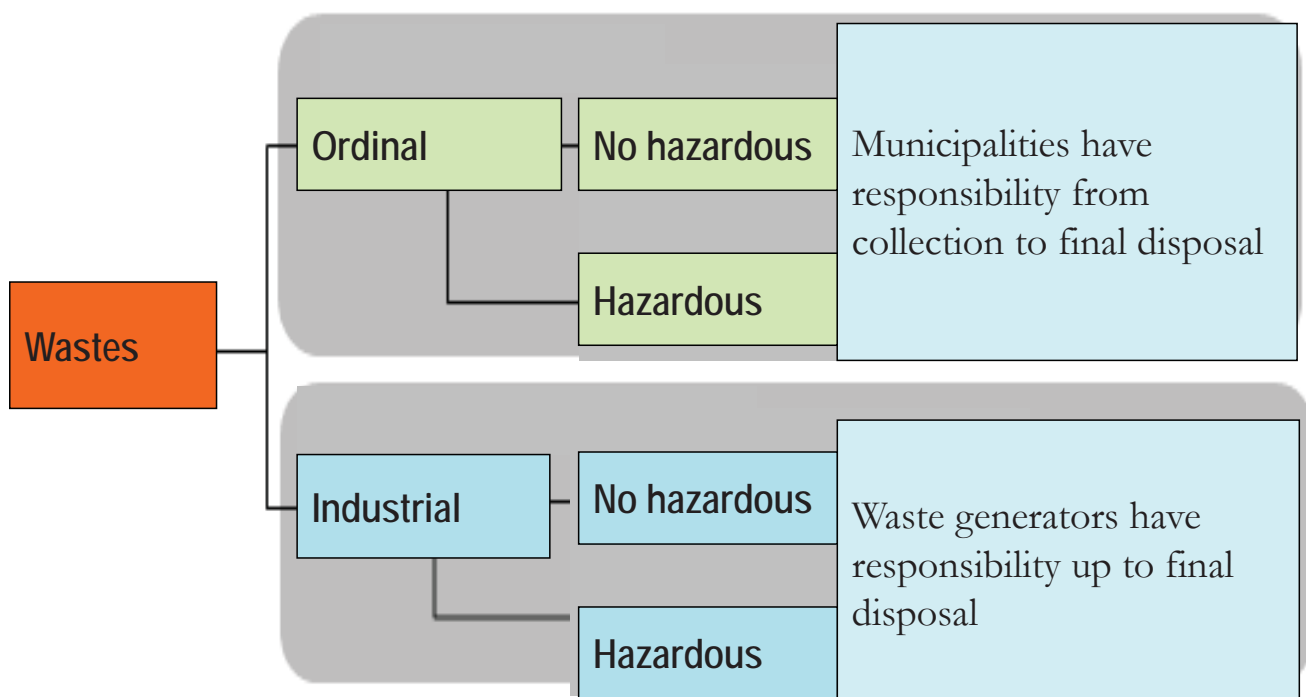 Wastes
Ordinal
No hazardous
Hazardous
Municipalities have
responsibility from
collection to final disposal
Industrial
No hazardous
Hazardous
Waste generators have
responsibility up to final
disposal